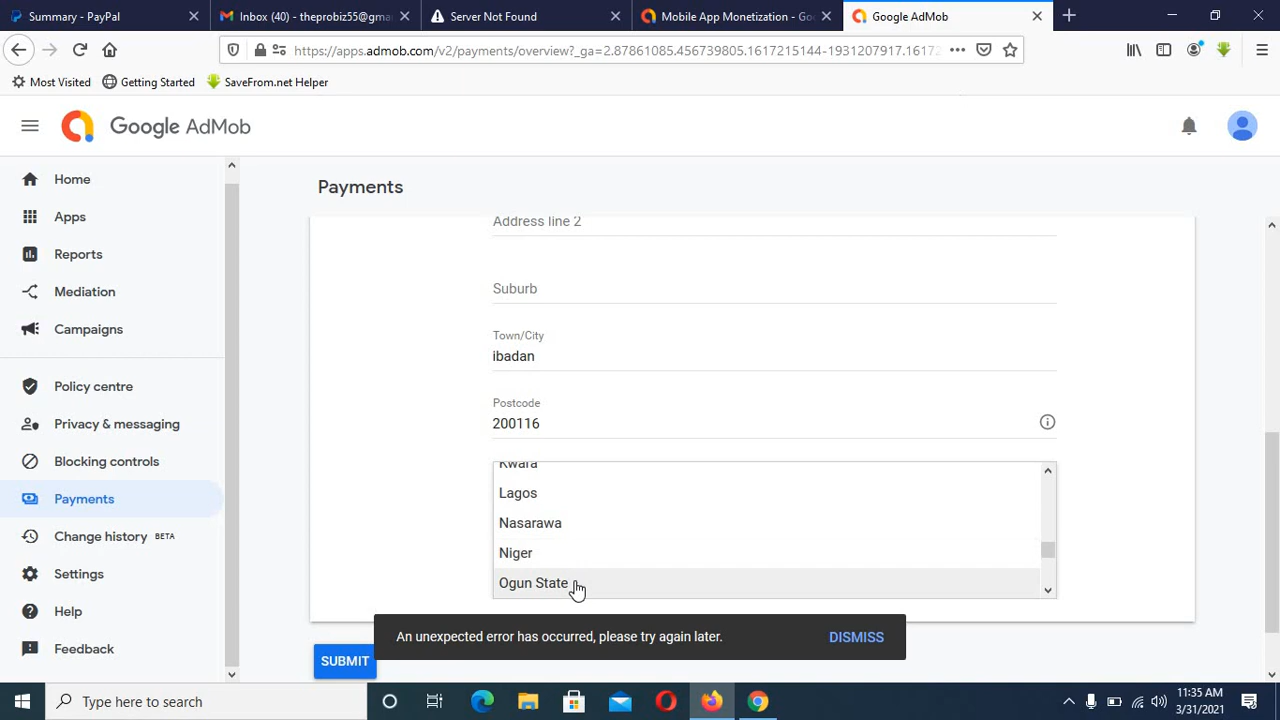 Summary - PayPal
Inbox (40) - theprobiz55@gma
Server Not Found
Mobile App Monetization - Goo
Google AdMob
https://apps.admob.com/v2/payments/overview?_ga=2.87861085.456739805.1617215144-1931207917.16172
Most Visited
Getting Started
SaveFrom.net Helper
Google AdMob
Home
Apps
Reports
Mediation
Campaigns
Policy centre
Privacy & messaging
Blocking controls
Payments
Change history BETA
Settings
Help
Feedback
Payments
Address line 2
Suburb
Town/City
ibadan
Postcode
200116
Kwara
Lagos
Nasarawa
Niger
Ogun State
An unexpected error has occurred, please try again later. DISMISS
SUBMIT
Type here to search
11:35 AM
3/31/2021